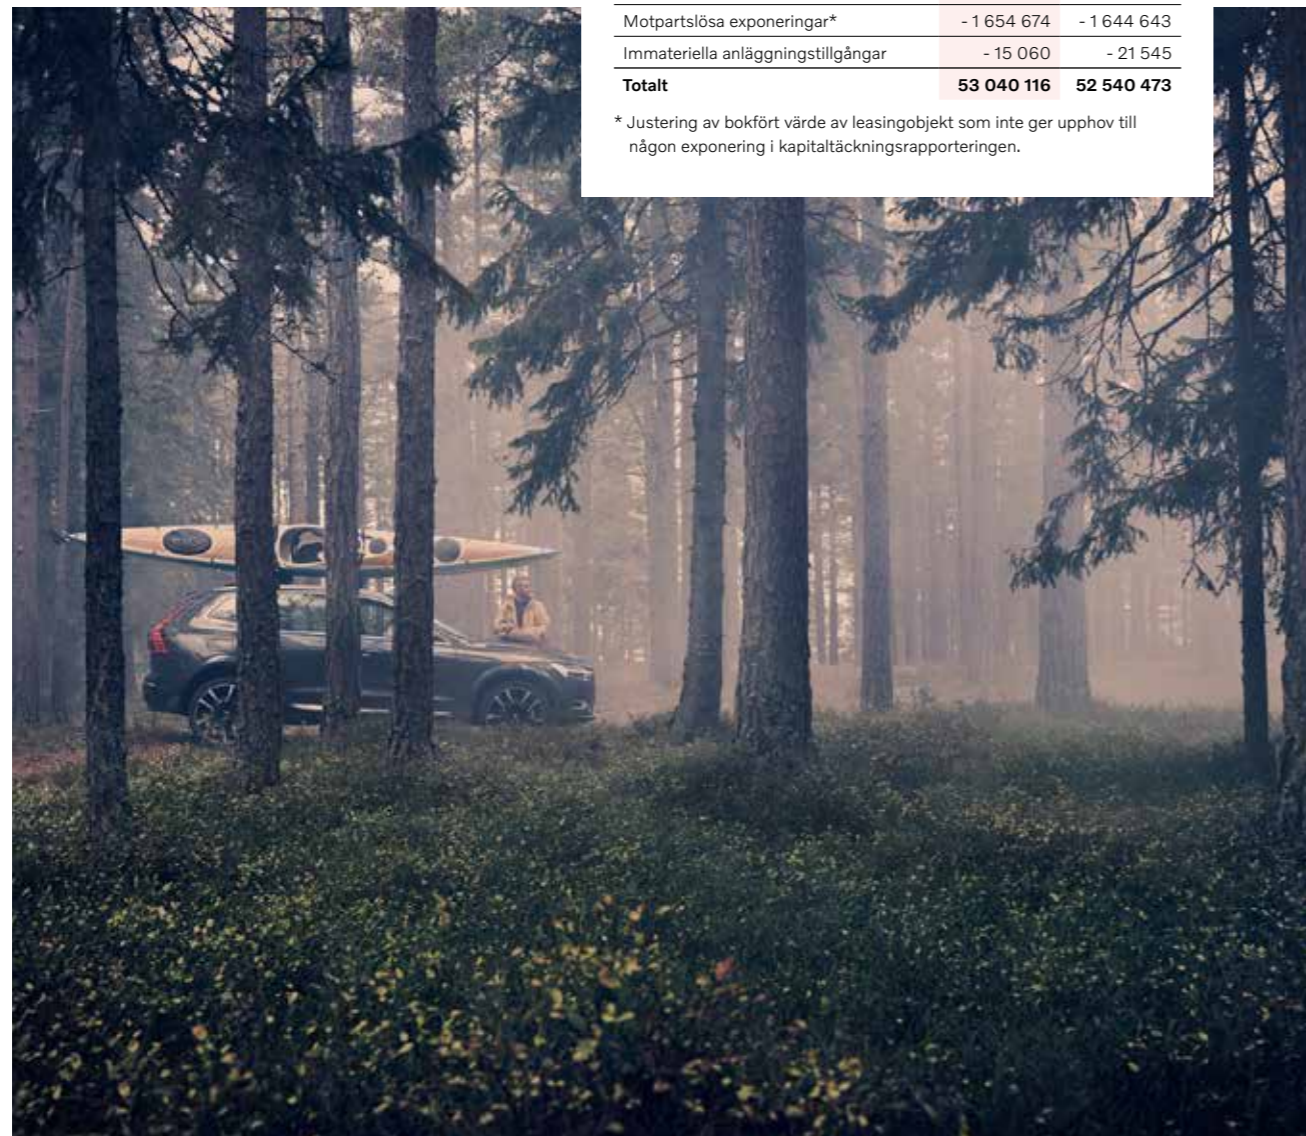 Motpartslösa exponeringar* - 1 654 674 - 1 644 643
Immateriella anläggningstillgångar - 15 060 - 21 545
Totalt 53 040 116 52 540 473
* Justering av bokfört värde av leasingobjekt som inte ger upphov till
någon exponering i kapitaltäckningsrapporteringen.